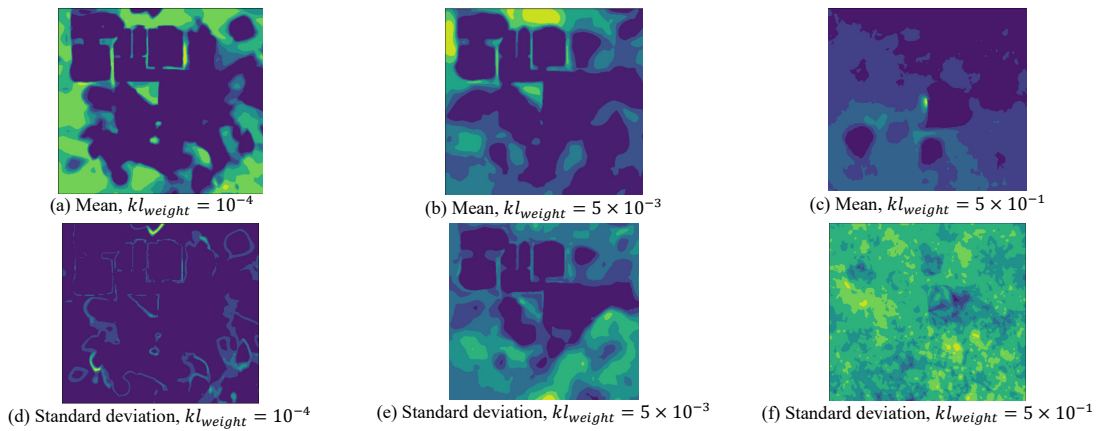 (a) Mean, $kl_{weight} = 10^{-4}$
(b) Mean, $kl_{weight} = 5 \times 10^{-3}$
(c) Mean, $kl_{weight} = 5 \times 10^{-1}$
(d) Standard deviation, $kl_{weight} = 10^{-4}$
(e) Standard deviation, $kl_{weight} = 5 \times 10^{-3}$
(f) Standard deviation, $kl_{weight} = 5 \times 10^{-1}$